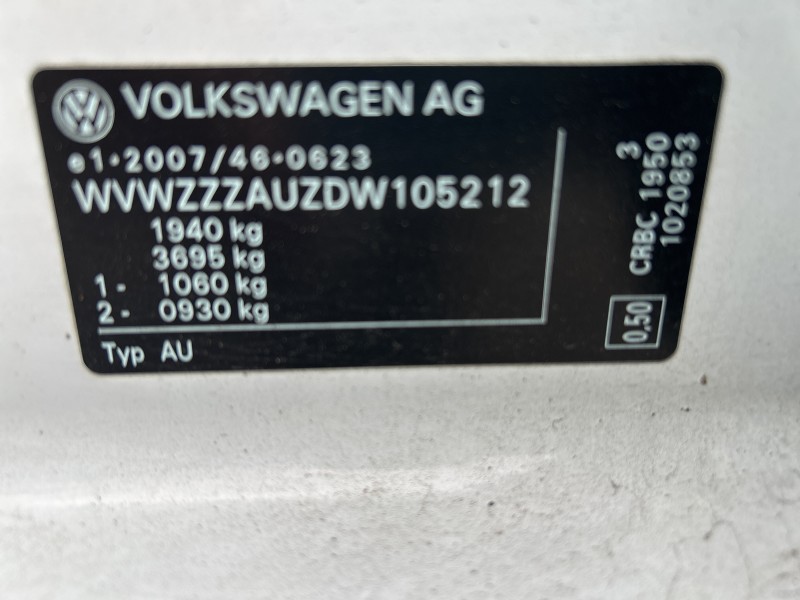 VOLKSWAGEN AG
e1*2007/46*0623
WVWZZZAUZDW105212
1940 kg
3695 kg
1- 1060 kg
2- 0930 kg
Typ AU
3
CRBC 1950
1020853
0,50